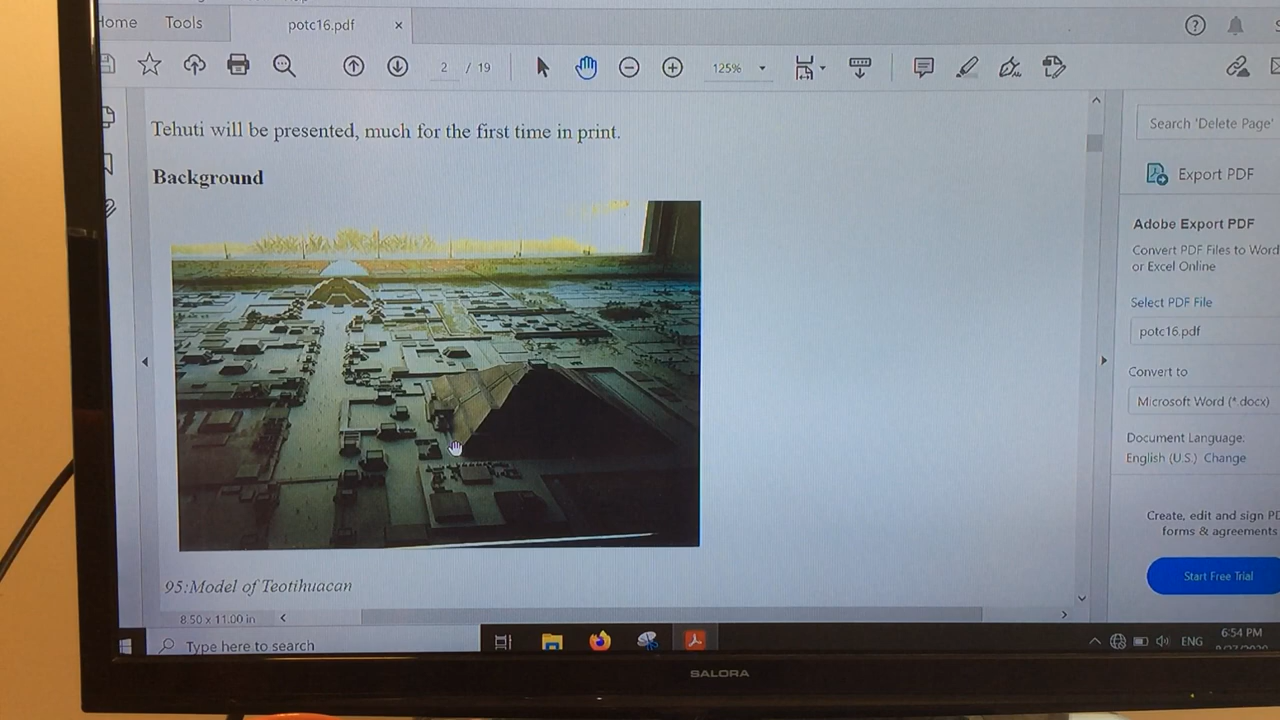 Home Tools potc16.pdf
2 / 19 125%
Search 'Delete Page'
Tehuti will be presented, much for the first time in print.
Background
Export PDF
Adobe Export PDF
Convert PDF Files to Word
or Excel Online
Select PDF File
potc16.pdf
Convert to
Microsoft Word (*.docx)
Document Language:
English (U.S.) Change
Create, edit and sign
forms & agreements
Start Free Trial
95:Model of Teotihuacan
8.50 x 11.00 in
Type here to search
ENG
6:54 PM
SALORA